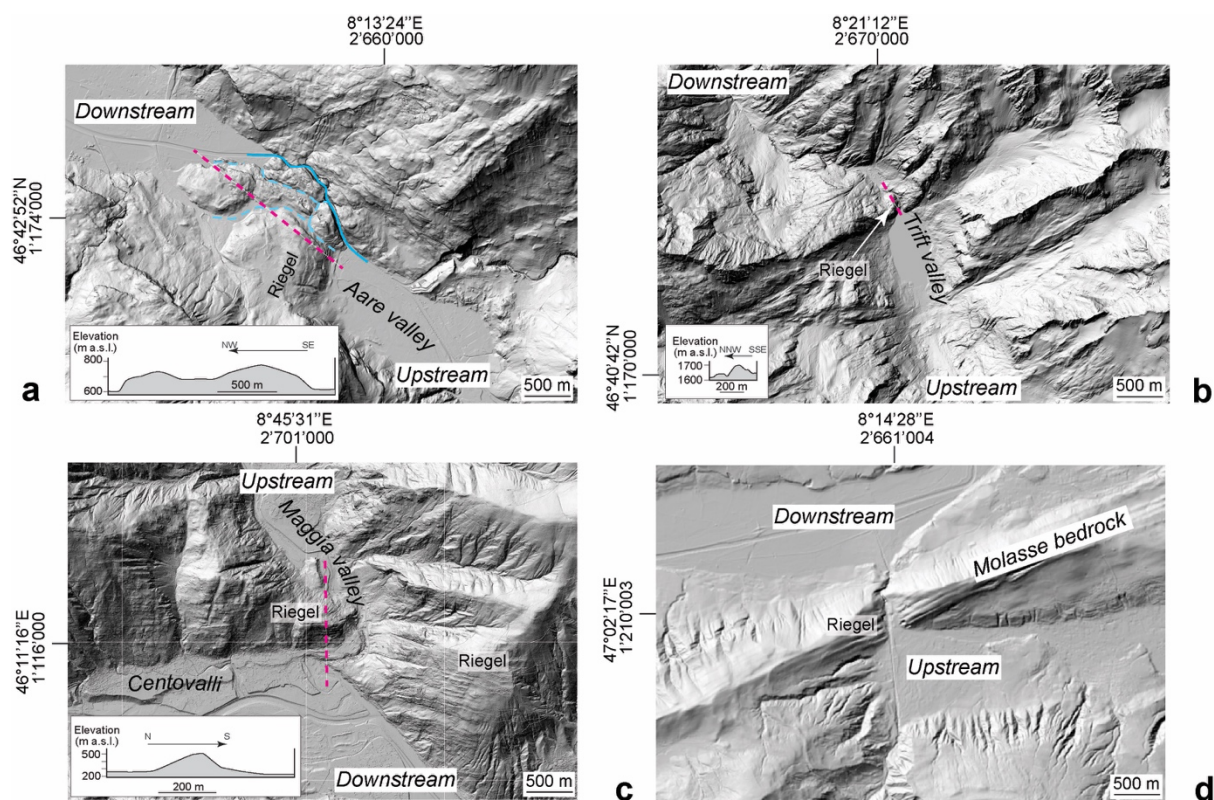 8°13'24''E
2'660'000
8°21'12''E
2'670'000
Downstream
46°42'52''N
1'174'000
Riegel
Aare valley
Upstream
Elevation
(m a.s.l.)
NW
SE
800
600
500 m
500 m
a
Downstream
Trift valley
Riegel
46°40'42''N
1'170'000
Elevation
(m a.s.l.)
NNW SSE
1700
1600
200 m
Upstream
500 m
b
8°45'31''E
2'701'000
8°14'28''E
2'661'004
Upstream
Maggia valley
Riegel
Riegel
46°11'16''E
1'116'000
Centovalli
Elevation
(m a.s.l.)
N
S
500
200
200 m
Downstream
500 m
c
Downstream
Molasse bedrock
47°02'17''E
1'210'003
Riegel
Upstream
500 m
d